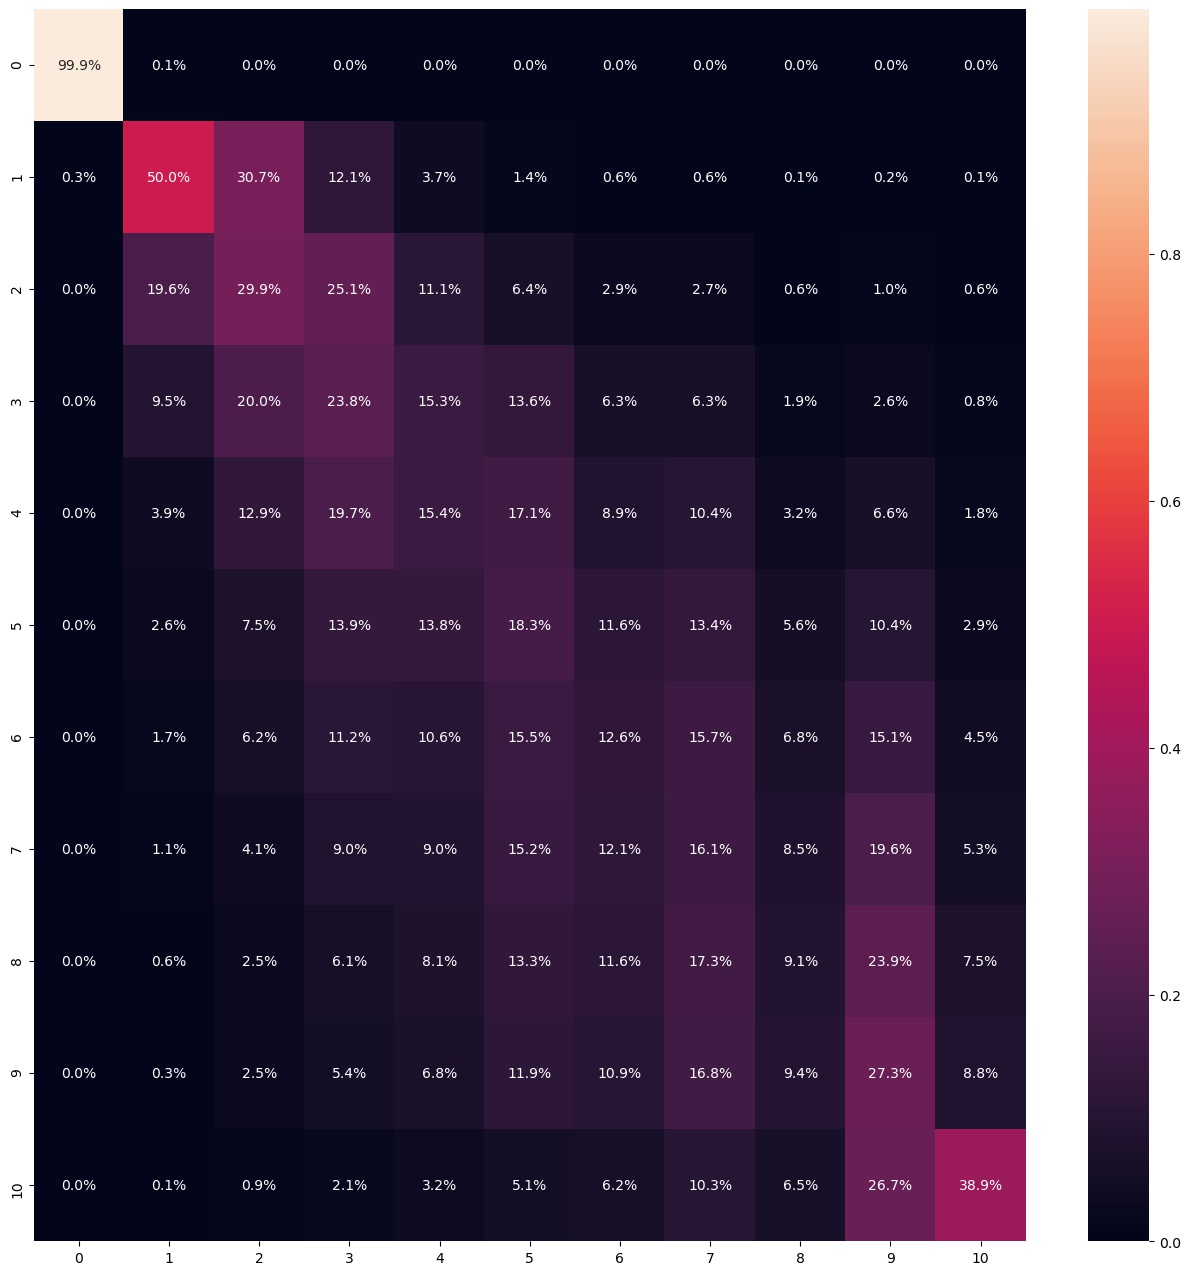 0 99.9% 0.1% 0.0% 0.0% 0.0% 0.0% 0.0% 0.0% 0.0% 0.0% 0.0%
1 0.3% 50.0% 30.7% 12.1% 3.7% 1.4% 0.6% 0.6% 0.1% 0.2% 0.1%
0.8
2 0.0% 19.6% 29.9% 25.1% 11.1% 6.4% 2.9% 2.7% 0.6% 1.0% 0.6%
3 0.0% 9.5% 20.0% 23.8% 15.3% 13.6% 6.3% 6.3% 1.9% 2.6% 0.8%
4 0.0% 3.9% 12.9% 19.7% 15.4% 17.1% 8.9% 10.4% 3.2% 6.6% 1.8%
0.6
5 0.0% 2.6% 7.5% 13.9% 13.8% 18.3% 11.6% 13.4% 5.6% 10.4% 2.9%
6 0.0% 1.7% 6.2% 11.2% 10.6% 15.5% 12.6% 15.7% 6.8% 15.1% 4.5%
0.4
7 0.0% 1.1% 4.1% 9.0% 9.0% 15.2% 12.1% 16.1% 8.5% 19.6% 5.3%
8 0.0% 0.6% 2.5% 6.1% 8.1% 13.3% 11.6% 17.3% 9.1% 23.9% 7.5%
0.2
9 0.0% 0.3% 2.5% 5.4% 6.8% 11.9% 10.9% 16.8% 9.4% 27.3% 8.8%
10 0.0% 0.1% 0.9% 2.1% 3.2% 5.1% 6.2% 10.3% 6.5% 26.7% 38.9%
0.0
0 1 2 3 4 5 6 7 8 9 10